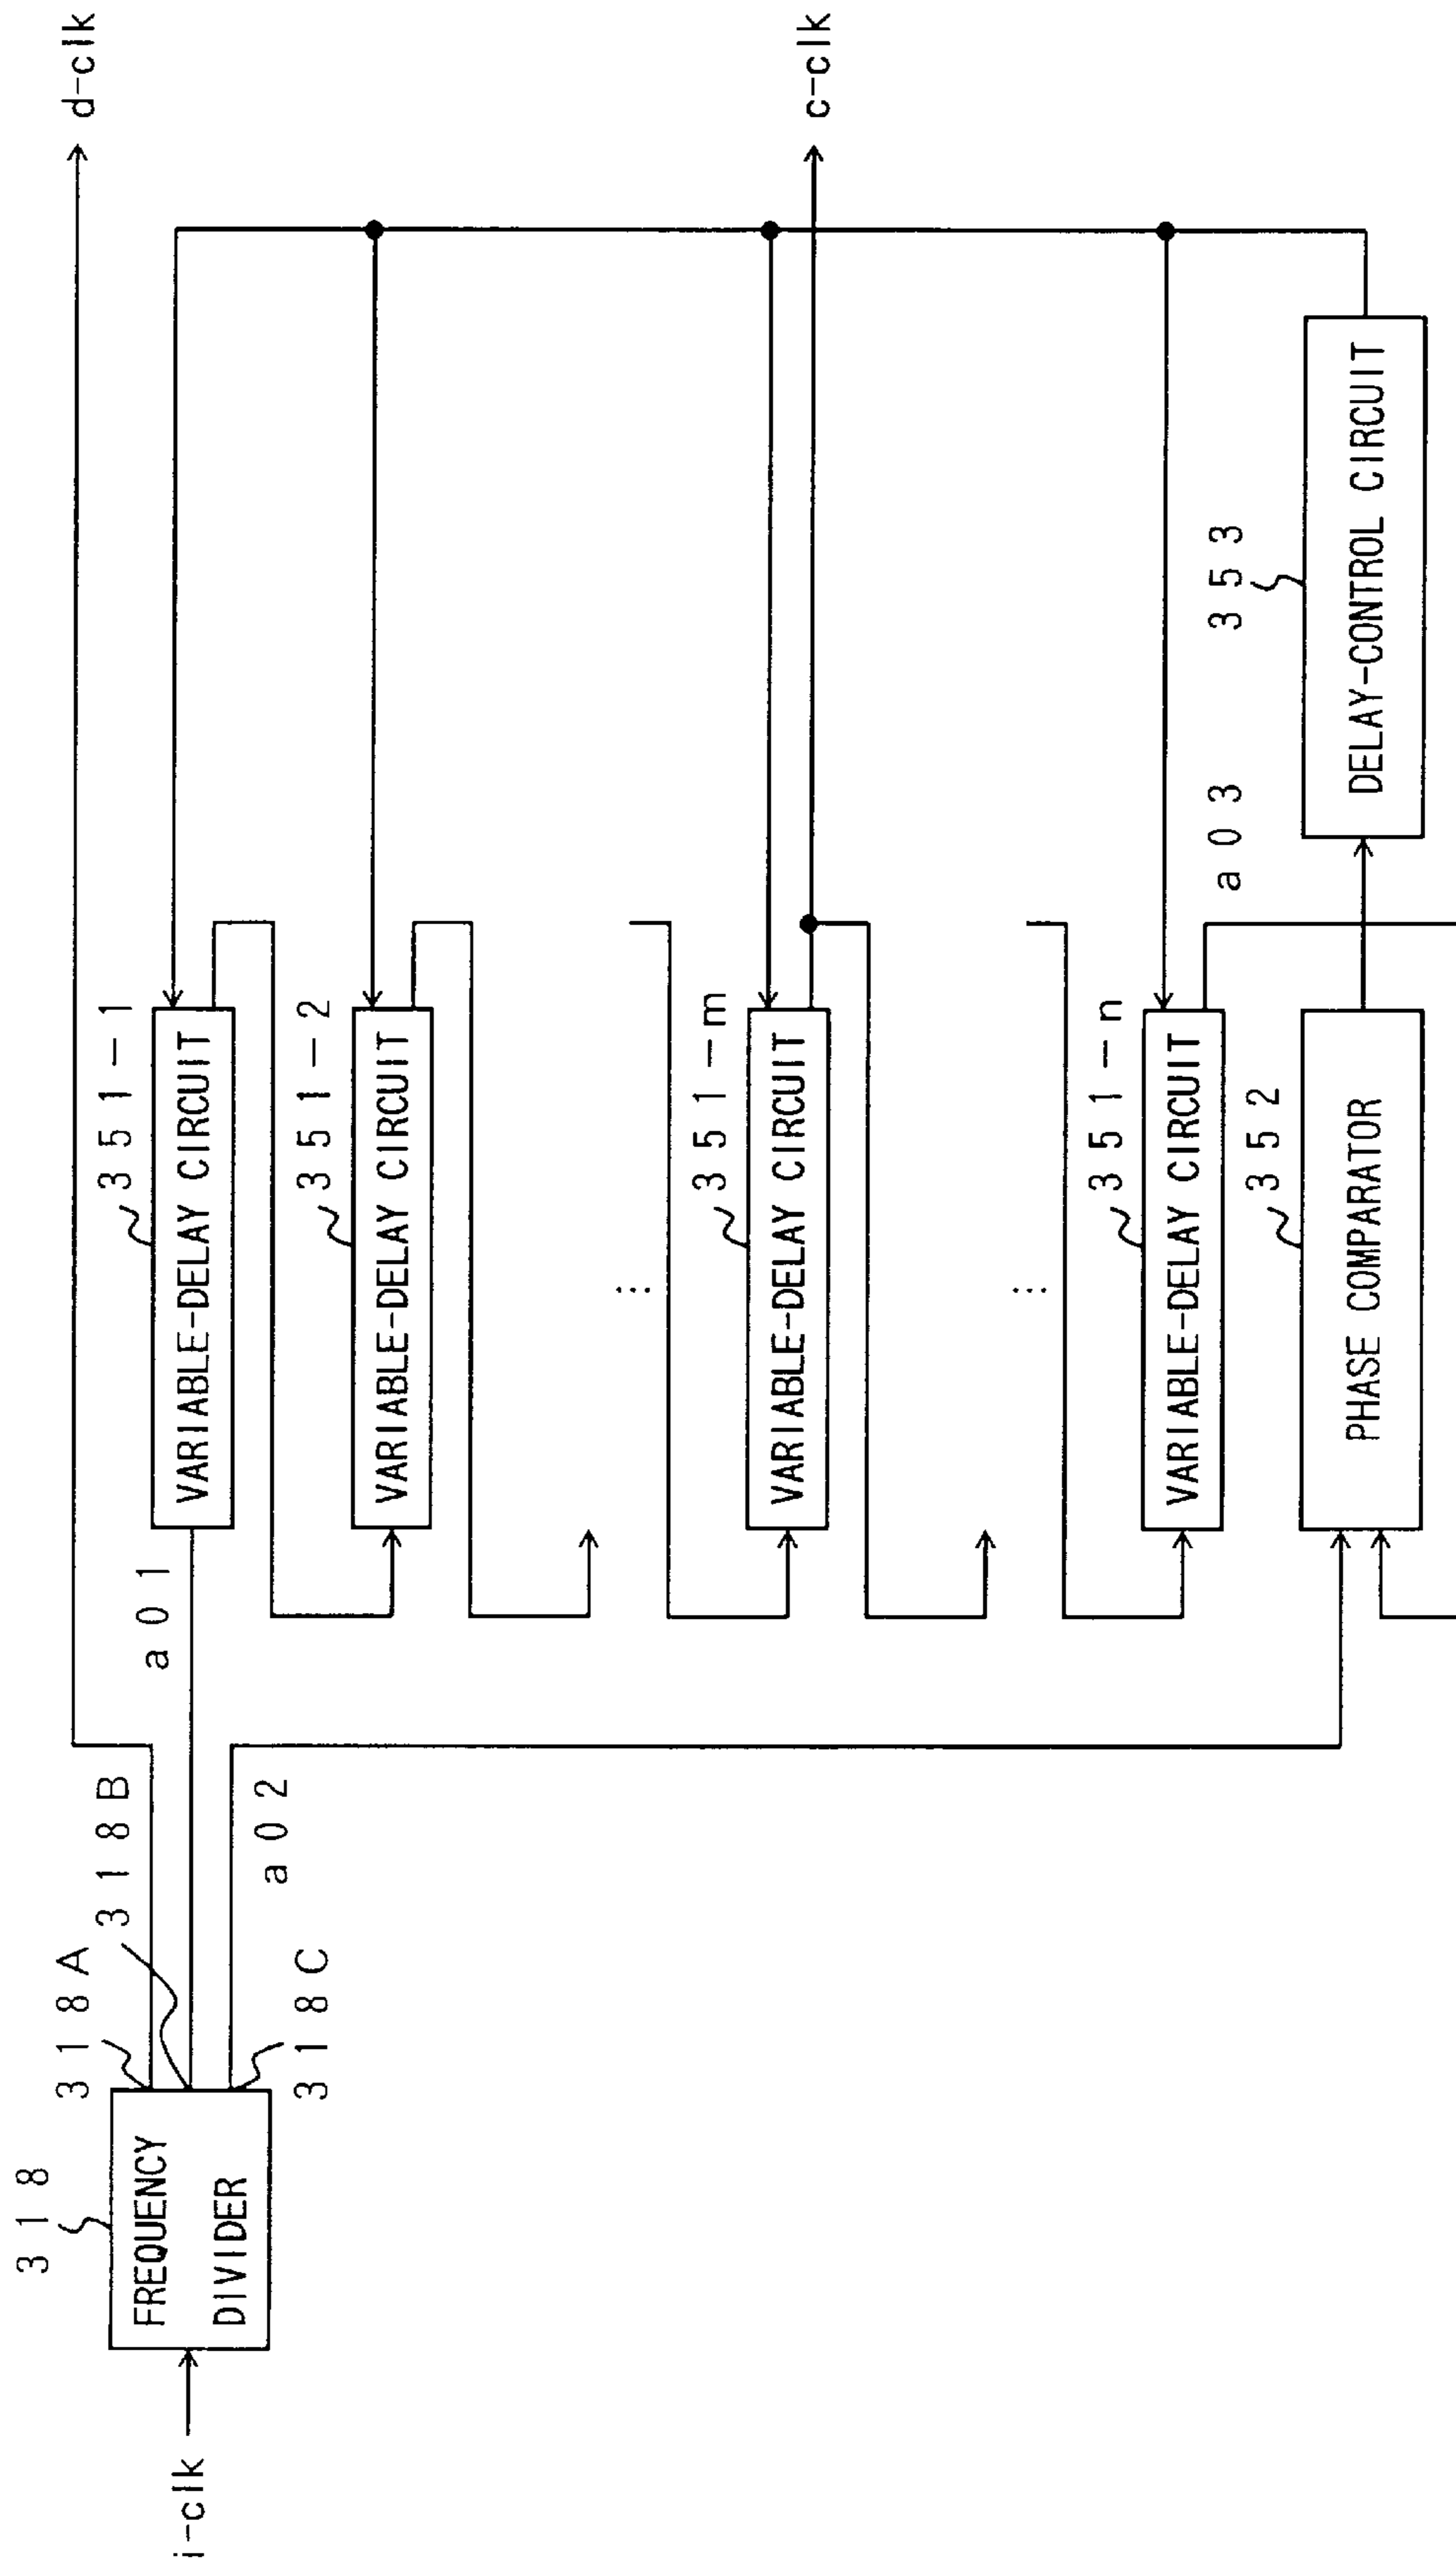 i-clk
318
FREQUENCY
DIVIDER
318A
318B
318C
a01
a02
d-clk
351-1
VARIABLE-DELAY CIRCUIT
351-2
VARIABLE-DELAY CIRCUIT
...
351-m
VARIABLE-DELAY CIRCUIT
c-clk
...
351-n
VARIABLE-DELAY CIRCUIT
a03
352
PHASE COMPARATOR
353
DELAY-CONTROL CIRCUIT